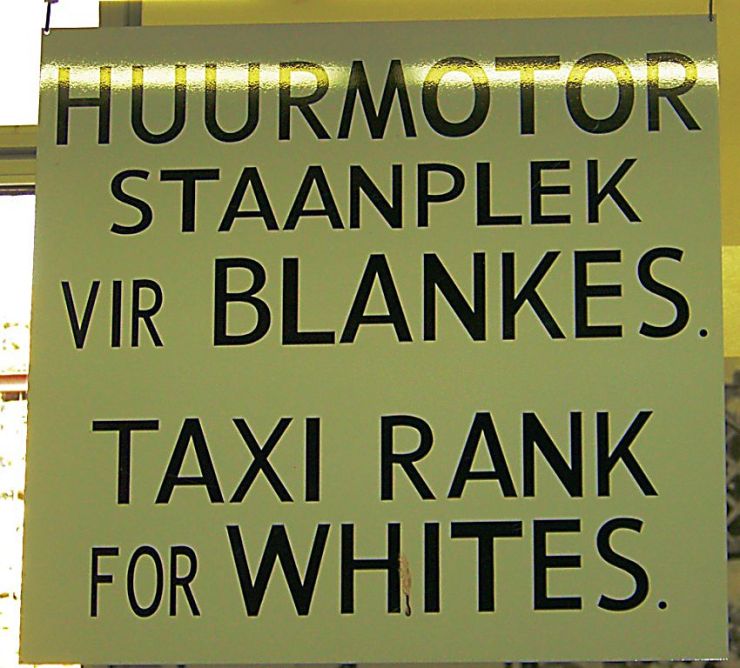 HUURMOTOR
STAANPLEK
VIR BLANKES.
TAXI RANK
FOR WHITES.